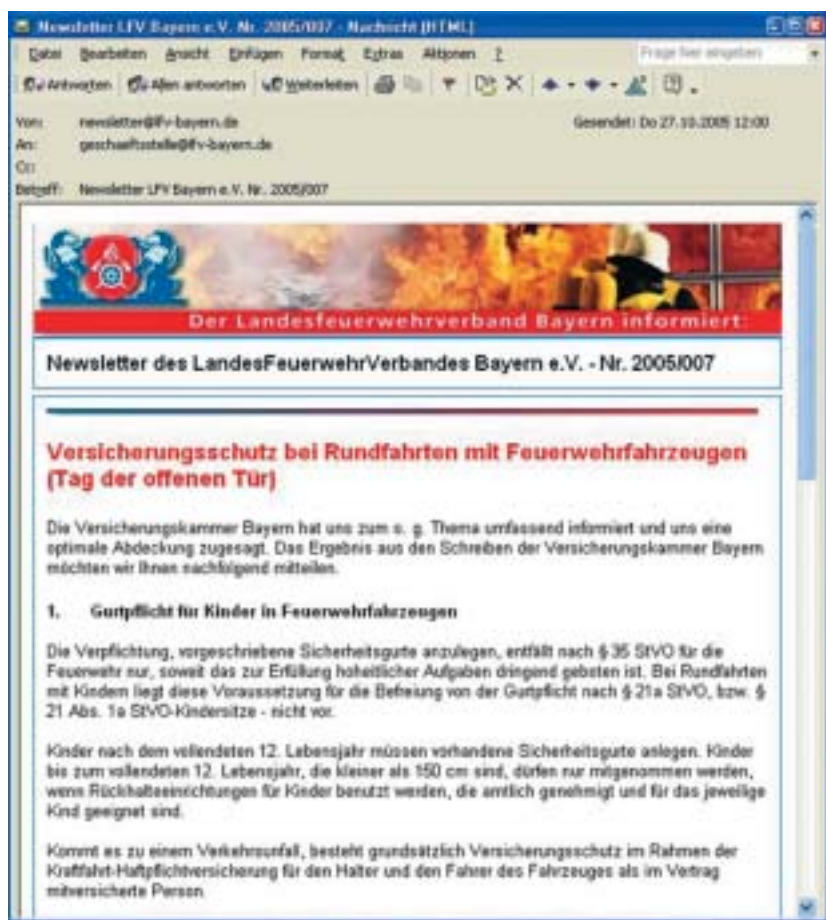 Newsletter LFV Bayern e.V. Nr. 2005/007 - Nachricht (HTML)
Datei Bearbeiten Ansicht Einfügen Format Extras Aktionen ? Frage hier eingeben
Antworten Allen antworten Weiterleiten
Von: newsletter@lfv-bayern.de Gesendet: Do 27.10.2005 12:00
An: geschaeftsstelle@lfv-bayern.de
Cc:
Betreff: Newsletter LFV Bayern e.V. Nr. 2005/007
Der Landesfeuerwehrverband Bayern informiert:
Newsletter des LandesFeuerwehrVerbandes Bayern e.V. - Nr. 2005/007
Versicherungsschutz bei Rundfahrten mit Feuerwehrfahrzeugen
(Tag der offenen Tür)
Die Versicherungskammer Bayern hat uns zum o. g. Thema umfassend informiert und uns eine
optimale Abdeckung zugesagt. Das Ergebnis aus den Schreiben der Versicherungskammer Bayern
möchten wir Ihnen nachfolgend mitteilen.
1. Gurtpflicht für Kinder in Feuerwehrfahrzeugen
Die Verpflichtung, vorgeschriebene Sicherheitsgurte anzulegen, entfällt nach § 35 StVO für die
Feuerwehr nur, soweit das zur Erfüllung hoheitlicher Aufgaben dringend geboten ist. Bei Rundfahrten
mit Kindern liegt diese Voraussetzung für die Befreiung von der Gurtpflicht nach § 21a StVO, bzw. §
21 Abs. 1a StVO-Kindersitze - nicht vor.
Kinder nach dem vollendeten 12. Lebensjahr müssen vorhandene Sicherheitsgurte anlegen. Kinder
bis zum vollendeten 12. Lebensjahr, die kleiner als 150 cm sind, dürfen nur mitgenommen werden,
wenn Rückhalteeinrichtungen für Kinder benutzt werden, die amtlich genehmigt und für das jeweilige
Kind geeignet sind.
Kommt es zu einem Verkehrsunfall, besteht grundsätzlich Versicherungsschutz im Rahmen der
Kraftfahrt-Haftpflichtversicherung für den Halter und den Fahrer des Fahrzeuges als im Vertrag
mitversicherte Person.